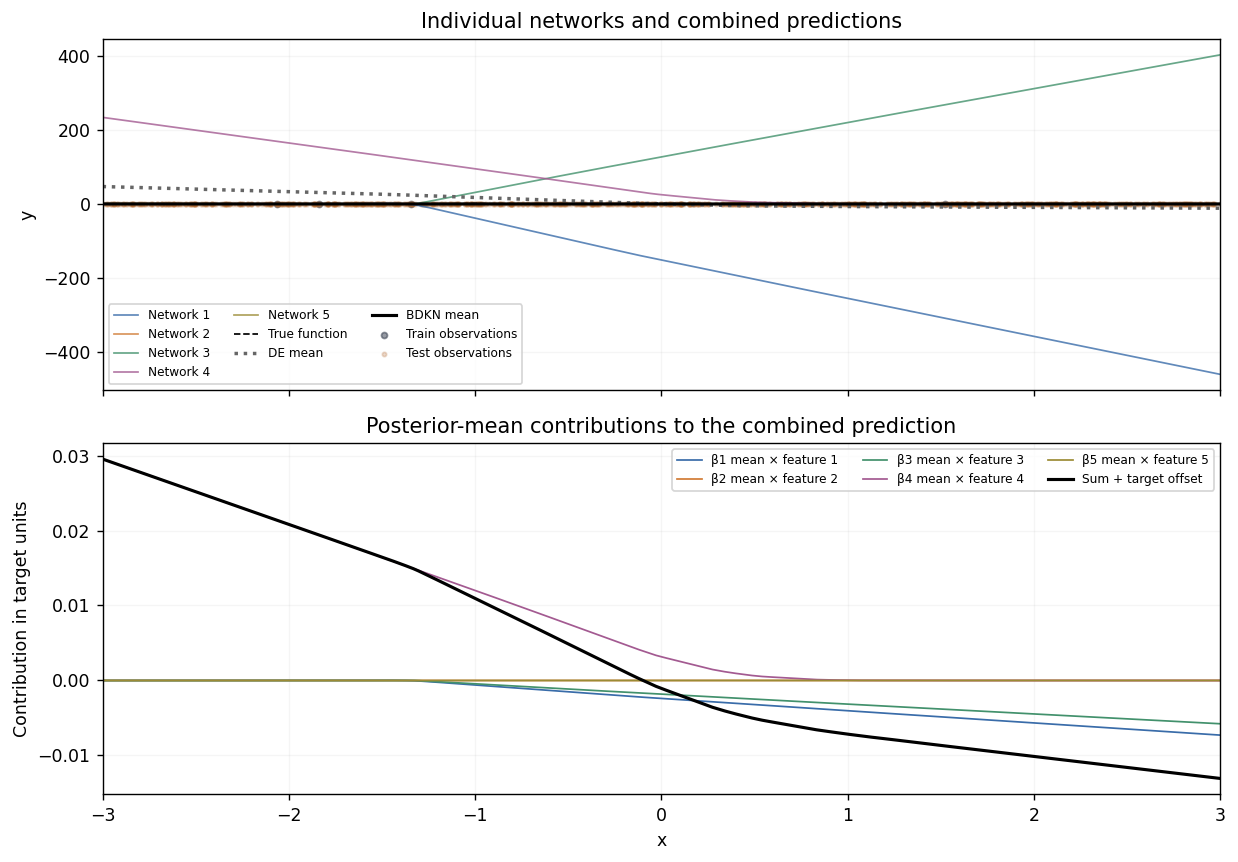 Individual networks and combined predictions
400
200
0
−200
−400
y
Network 1
Network 2
Network 3
Network 4
Network 5
True function
DE mean
BDKN mean
Train observations
Test observations
Posterior-mean contributions to the combined prediction
0.03
0.02
0.01
0.00
−0.01
Contribution in target units
β1 mean × feature 1
β2 mean × feature 2
β3 mean × feature 3
β4 mean × feature 4
β5 mean × feature 5
Sum + target offset
−3 −2 −1 0 1 2 3
x